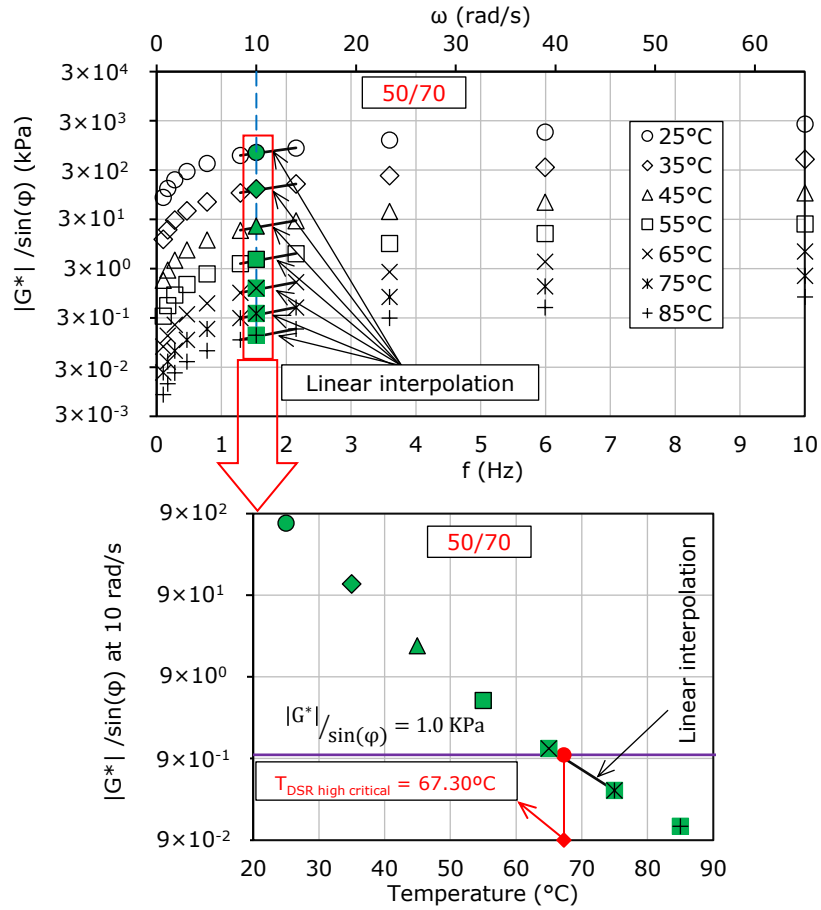 ω (rad/s)
0 10 20 30 40 50 60
3×10⁴
3×10³
3×10²
3×10¹
3×10⁰
3×10⁻¹
3×10⁻²
3×10⁻³
|G*| /sin(φ) (kPa)
50/70
25°C
35°C
45°C
55°C
65°C
75°C
85°C
Linear interpolation
0 1 2 3 4 5 6 7 8 9 10
f (Hz)
9×10²
9×10¹
9×10⁰
9×10⁻¹
9×10⁻²
|G*| /sin(φ) at 10 rad/s
50/70
Linear interpolation
|G*|/sin(φ) = 1.0 KPa
T DSR high critical = 67.30ºC
20 30 40 50 60 70 80 90
Temperature (°C)